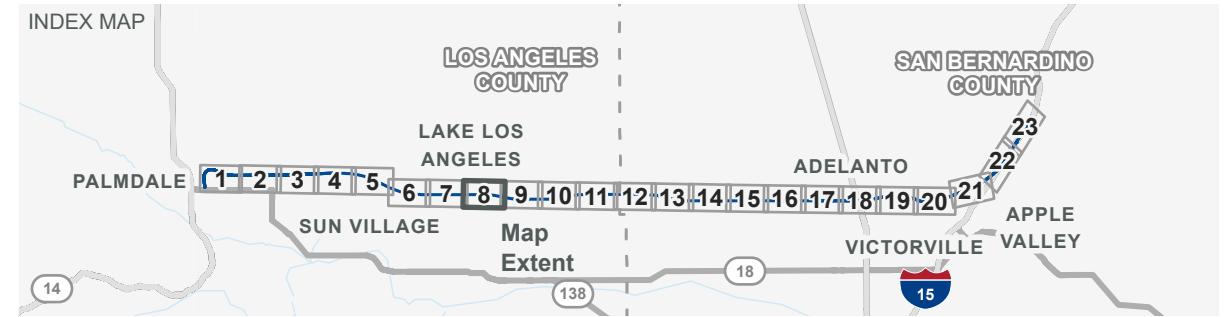 INDEX MAP
LOS ANGELES
COUNTY
SAN BERNARDINO
COUNTY
LAKE LOS
ANGELES
ADELANTO
PALMDALE
1 2 3 4 5 6 7 8 9 10 11 12 13 14 15 16 17 18 19 20 21 22 23
SUN VILLAGE
Map
Extent
VICTORVILLE
APPLE
VALLEY
14
138
18
15